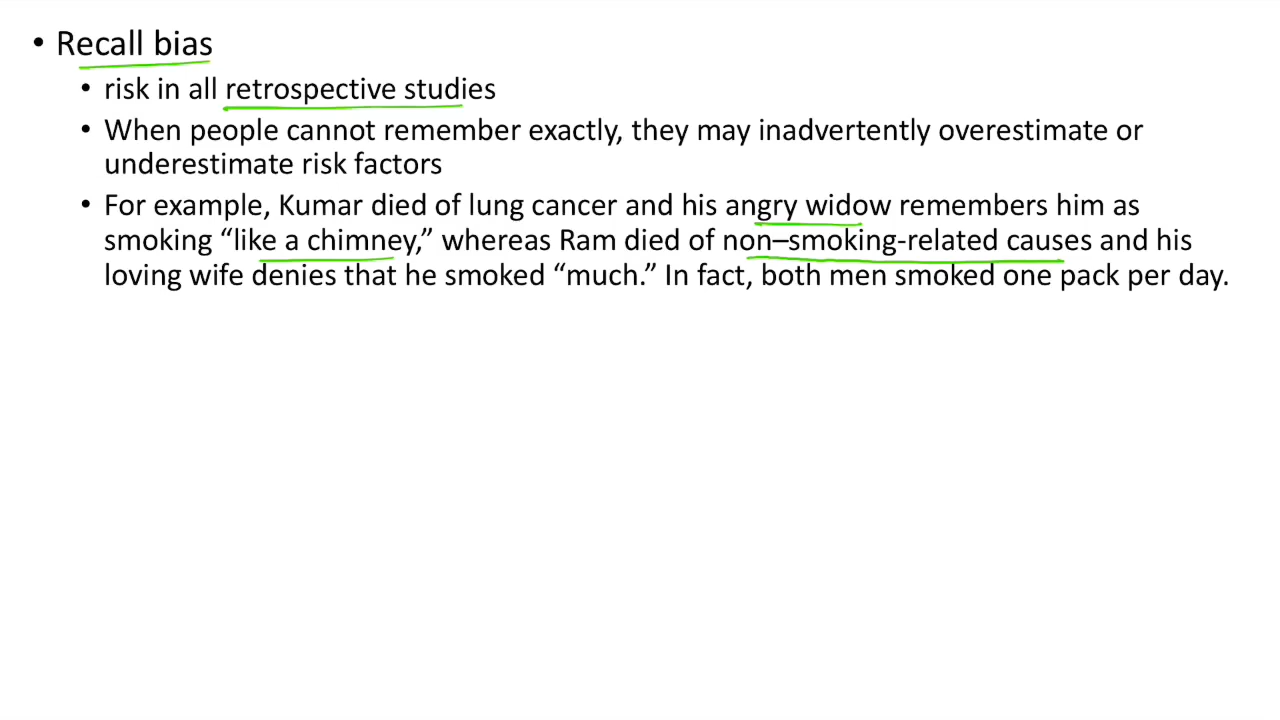 • Recall bias
• risk in all retrospective studies
• When people cannot remember exactly, they may inadvertently overestimate or
underestimate risk factors
• For example, Kumar died of lung cancer and his angry widow remembers him as
smoking “like a chimney,” whereas Ram died of non–smoking-related causes and his
loving wife denies that he smoked “much.” In fact, both men smoked one pack per day.